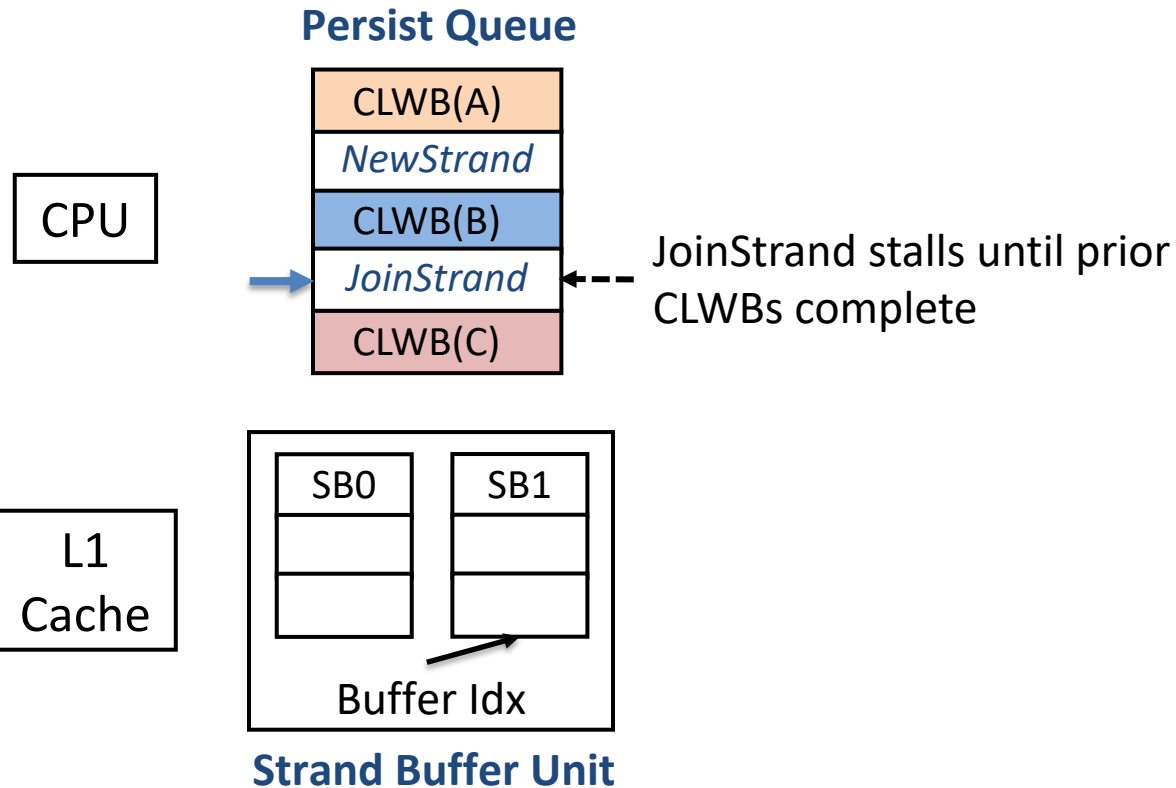 Persist Queue
CLWB(A)
NewStrand
CPU
CLWB(B)
JoinStrand
JoinStrand stalls until prior
CLWBs complete
CLWB(C)
SB0
SB1
L1
Cache
Buffer Idx
Strand Buffer Unit